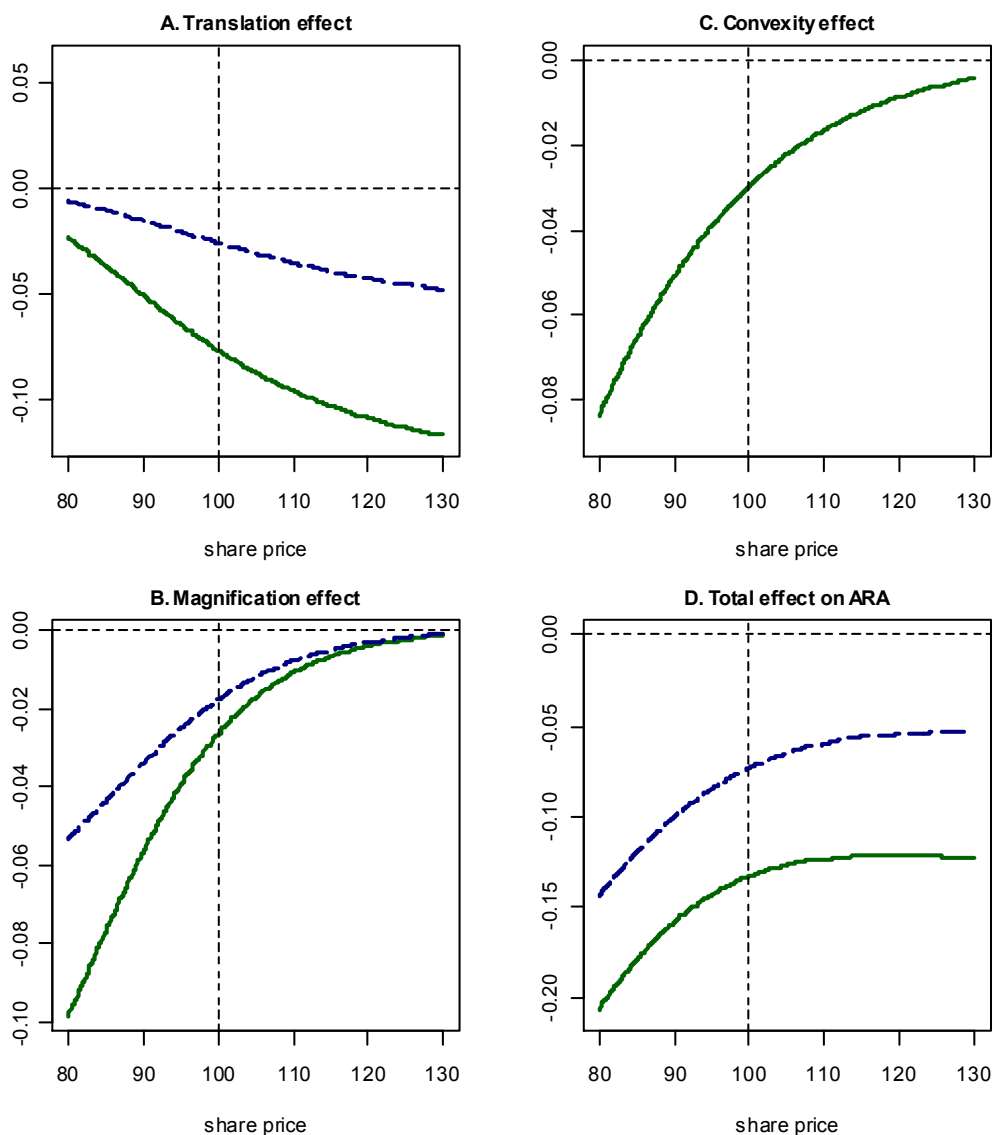 A. Translation effect
0.05
0.00
-0.05
-0.10
80 90 100 110 120 130
share price
C. Convexity effect
0.00
-0.02
-0.04
-0.06
-0.08
80 90 100 110 120 130
share price
B. Magnification effect
0.00
-0.02
-0.04
-0.06
-0.08
-0.10
80 90 100 110 120 130
share price
D. Total effect on ARA
0.00
-0.05
-0.10
-0.15
-0.20
80 90 100 110 120 130
share price